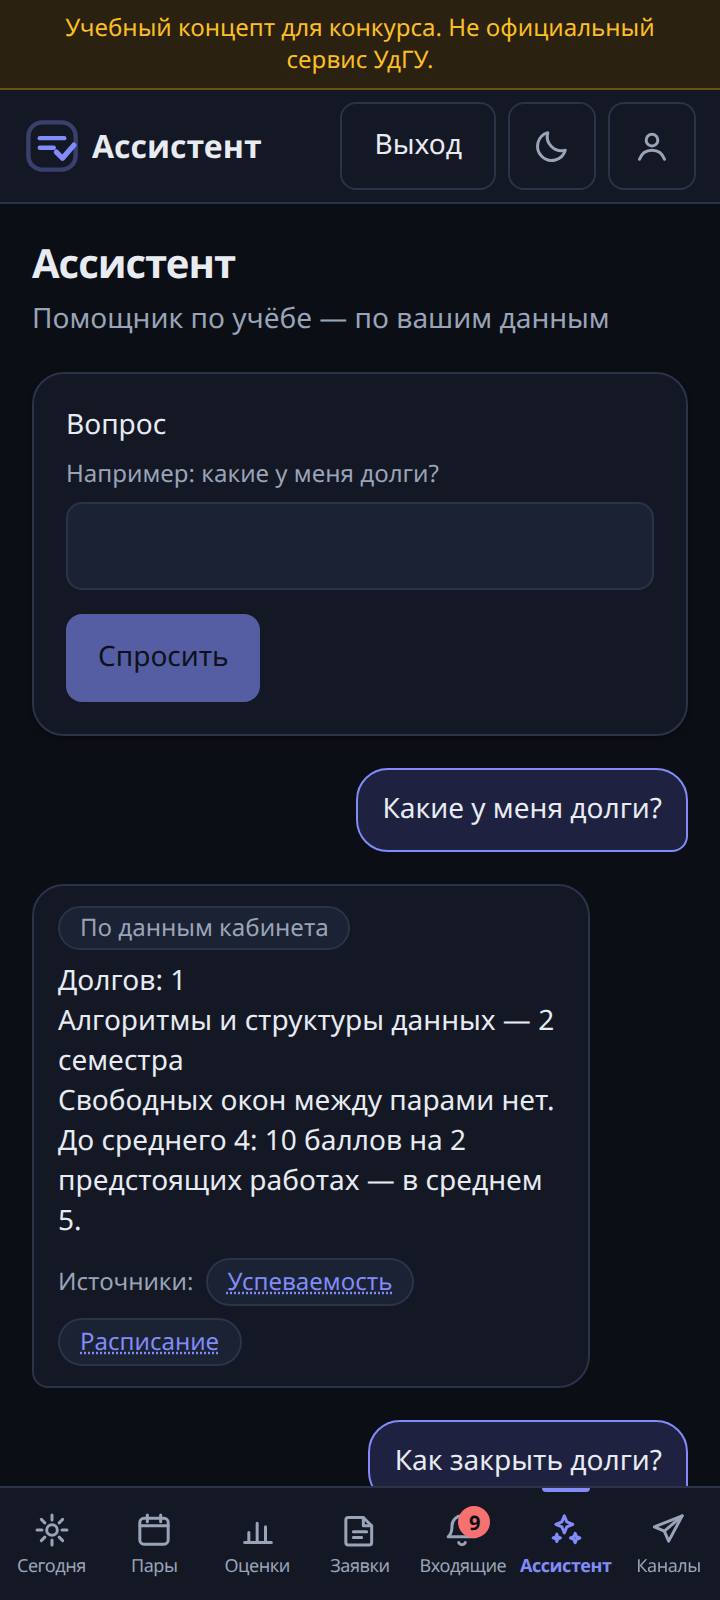 Учебный концепт для конкурса. Не официальный
сервис УдГУ.
Ассистент
Выход
Ассистент
Помощник по учёбе — по вашим данным
Вопрос
Например: какие у меня долги?
Спросить
Какие у меня долги?
По данным кабинета
Долгов: 1
Алгоритмы и структуры данных — 2
семестра
Свободных окон между парами нет.
До среднего 4: 10 баллов на 2
предстоящих работах — в среднем
5.
Источники: Успеваемость
Расписание
Как закрыть долги?
9
Сегодня Пары Оценки Заявки Входящие Ассистент Каналы